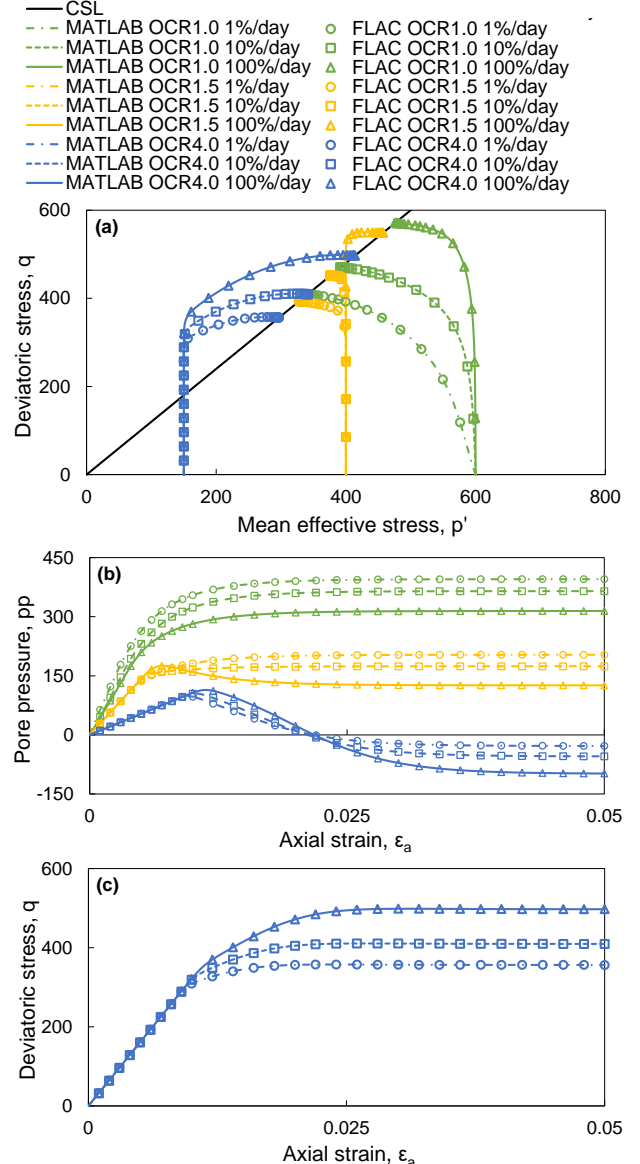 CSL
MATLAB OCR1.0 1%/day FLAC OCR1.0 1%/day
MATLAB OCR1.0 10%/day FLAC OCR1.0 10%/day
MATLAB OCR1.0 100%/day FLAC OCR1.0 100%/day
MATLAB OCR1.5 1%/day FLAC OCR1.5 1%/day
MATLAB OCR1.5 10%/day FLAC OCR1.5 10%/day
MATLAB OCR1.5 100%/day FLAC OCR1.5 100%/day
MATLAB OCR4.0 1%/day FLAC OCR4.0 1%/day
MATLAB OCR4.0 10%/day FLAC OCR4.0 10%/day
MATLAB OCR4.0 100%/day FLAC OCR4.0 100%/day
(a)
Deviatoric stress, q
600
400
200
0
0 200 400 600 800
Mean effective stress, p'
(b)
Pore pressure, pp
450
300
150
0
-150
0 0.025 0.05
Axial strain, εa
(c)
Deviatoric stress, q
600
400
200
0
0 0.025 0.05
Axial strain, εa